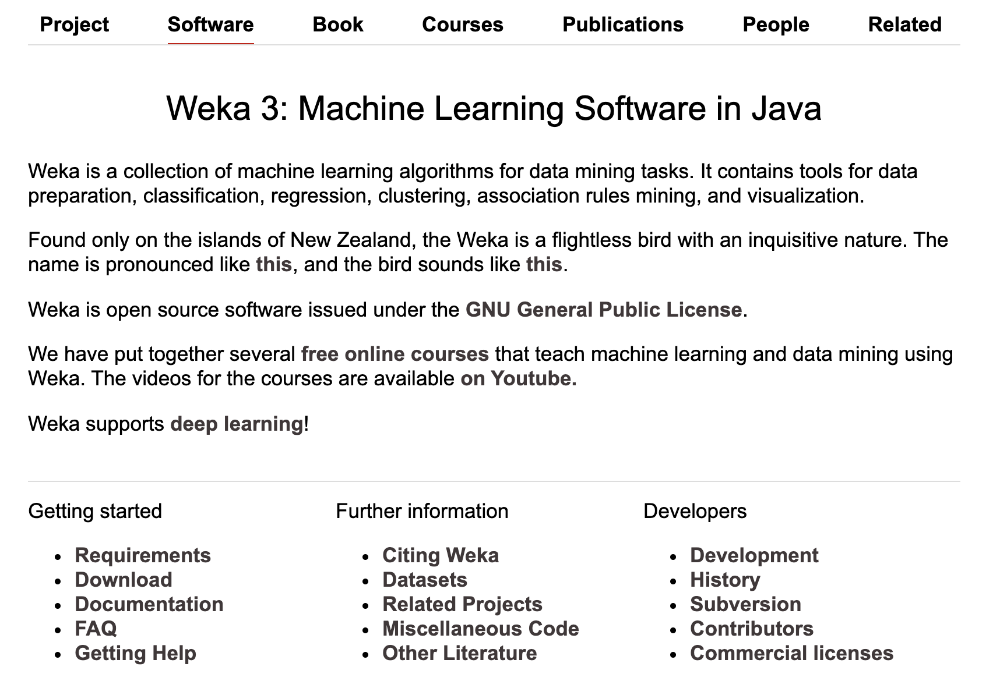 Project Software Book Courses Publications People Related
Weka 3: Machine Learning Software in Java
Weka is a collection of machine learning algorithms for data mining tasks. It contains tools for data
preparation, classification, regression, clustering, association rules mining, and visualization.
Found only on the islands of New Zealand, the Weka is a flightless bird with an inquisitive nature. The
name is pronounced like this, and the bird sounds like this.
Weka is open source software issued under the GNU General Public License.
We have put together several free online courses that teach machine learning and data mining using
Weka. The videos for the courses are available on Youtube.
Weka supports deep learning!
Getting started
Requirements
Download
Documentation
FAQ
Getting Help
Further information
Citing Weka
Datasets
Related Projects
Miscellaneous Code
Other Literature
Developers
Development
History
Subversion
Contributors
Commercial licenses